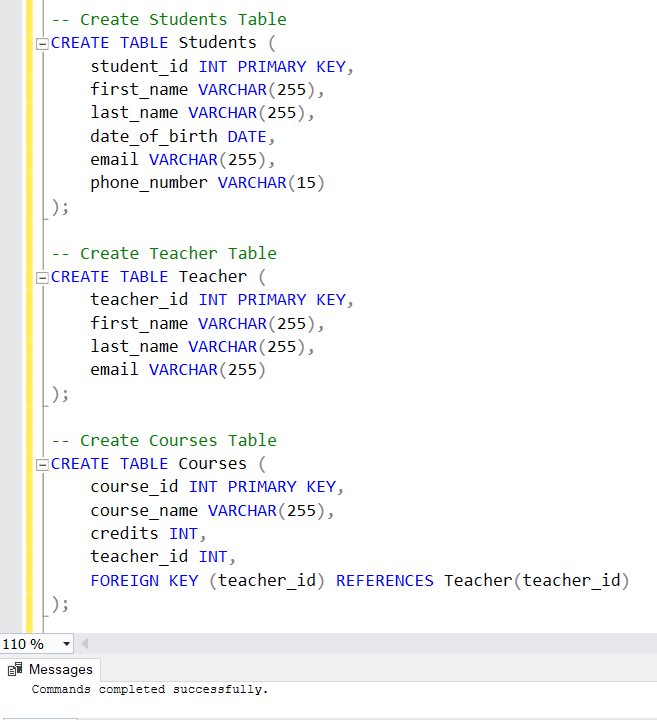 -- Create Students Table
CREATE TABLE Students (
    student_id INT PRIMARY KEY,
    first_name VARCHAR(255),
    last_name VARCHAR(255),
    date_of_birth DATE,
    email VARCHAR(255),
    phone_number VARCHAR(15)
);

-- Create Teacher Table
CREATE TABLE Teacher (
    teacher_id INT PRIMARY KEY,
    first_name VARCHAR(255),
    last_name VARCHAR(255),
    email VARCHAR(255)
);

-- Create Courses Table
CREATE TABLE Courses (
    course_id INT PRIMARY KEY,
    course_name VARCHAR(255),
    credits INT,
    teacher_id INT,
    FOREIGN KEY (teacher_id) REFERENCES Teacher(teacher_id)
);
110 %
Messages
Commands completed successfully.